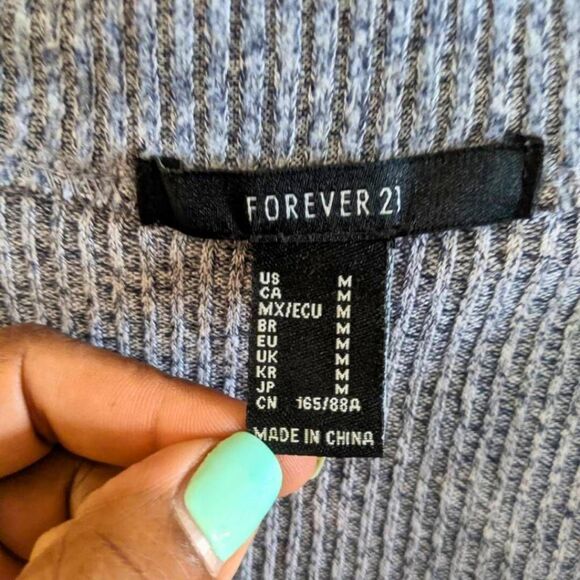 FOREVER 21
US M
CA M
MX/ECU M
BR M
EU M
UK M
KR M
JP M
CN 165/88A
MADE IN CHINA